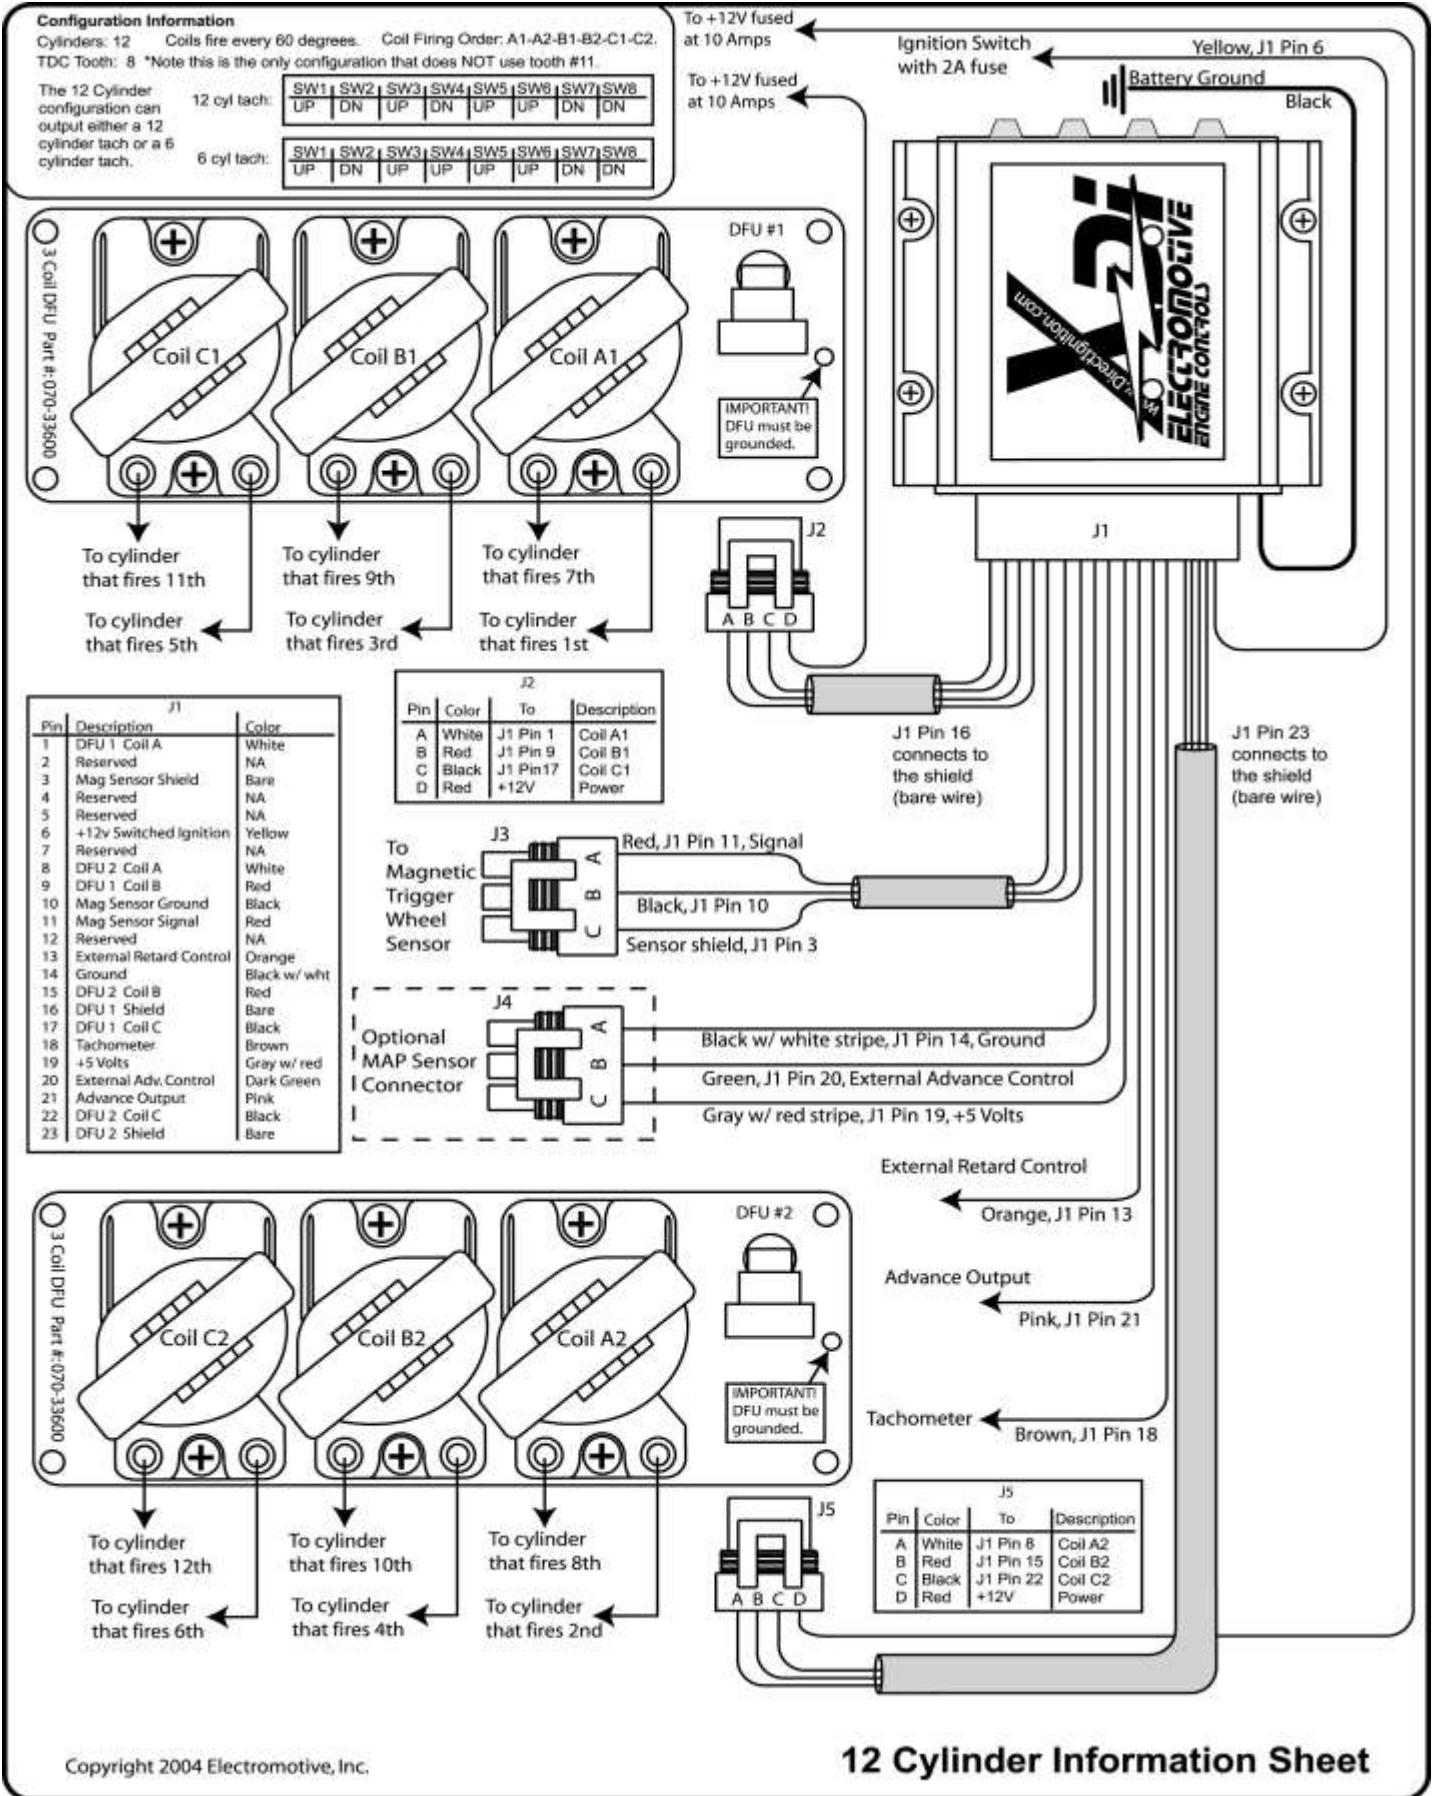 Configuration Information
Cylinders: 12 Coils fire every 60 degrees. Coil Firing Order: A1-A2-B1-B2-C1-C2.
TDC Tooth: 8 *Note this is the only configuration that does NOT use tooth #11.
The 12 Cylinder
configuration can
output either a 12
cylinder tach or a 6
cylinder tach.
12 cyl tach:
SW1 SW2 SW3 SW4 SW5 SW6 SW7 SW8
UP DN UP DN UP UP DN DN
6 cyl tach:
SW1 SW2 SW3 SW4 SW5 SW6 SW7 SW8
UP DN UP UP UP UP DN DN
To +12V fused
at 10 Amps
To +12V fused
at 10 Amps
Ignition Switch
with 2A fuse
Yellow, J1 Pin 6
Battery Ground
Black
XDi
ELECTROMOTIVE
ENGINE CONTROLS
3 Coil DFU Part #: 070-33600
Coil C1
Coil B1
Coil A1
DFU #1
IMPORTANT!
DFU must be
grounded.
To cylinder
that fires 11th
To cylinder
that fires 9th
To cylinder
that fires 7th
To cylinder
that fires 5th
To cylinder
that fires 3rd
To cylinder
that fires 1st
J2
A B C D
J1
J2
Pin Color To Description
A White J1 Pin 1 Coil A1
B Red J1 Pin 9 Coil B1
C Black J1 Pin17 Coil C1
D Red +12V Power
J1 Pin 16
connects to
the shield
(bare wire)
J1 Pin 23
connects to
the shield
(bare wire)
J1
Pin Description Color
1 DFU 1 Coil A White
2 Reserved NA
3 Mag Sensor Shield Bare
4 Reserved NA
5 Reserved NA
6 +12v Switched Ignition Yellow
7 Reserved NA
8 DFU 2 Coil A White
9 DFU 1 Coil B Red
10 Mag Sensor Ground Black
11 Mag Sensor Signal Red
12 Reserved NA
13 External Retard Control Orange
14 Ground Black w/ wht
15 DFU 2 Coil B Red
16 DFU 1 Shield Bare
17 DFU 1 Coil C Black
18 Tachometer Brown
19 +5 Volts Gray w/ red
20 External Adv. Control Dark Green
21 Advance Output Pink
22 DFU 2 Coil C Black
23 DFU 2 Shield Bare
To
Magnetic
Trigger
Wheel
Sensor
J3
A
B
C
Red, J1 Pin 11, Signal
Black, J1 Pin 10
Sensor shield, J1 Pin 3
Optional
MAP Sensor
Connector
J4
A
B
C
Black w/ white stripe, J1 Pin 14, Ground
Green, J1 Pin 20, External Advance Control
Gray w/ red stripe, J1 Pin 19, +5 Volts
External Retard Control
Orange, J1 Pin 13
Advance Output
Pink, J1 Pin 21
Tachometer
Brown, J1 Pin 18
3 Coil DFU Part #: 070-33600
Coil C2
Coil B2
Coil A2
DFU #2
IMPORTANT!
DFU must be
grounded.
To cylinder
that fires 12th
To cylinder
that fires 10th
To cylinder
that fires 8th
To cylinder
that fires 6th
To cylinder
that fires 4th
To cylinder
that fires 2nd
J5
A B C D
J5
Pin Color To Description
A White J1 Pin 8 Coil A2
B Red J1 Pin 15 Coil B2
C Black J1 Pin 22 Coil C2
D Red +12V Power
Copyright 2004 Electromotive, Inc.
12 Cylinder Information Sheet